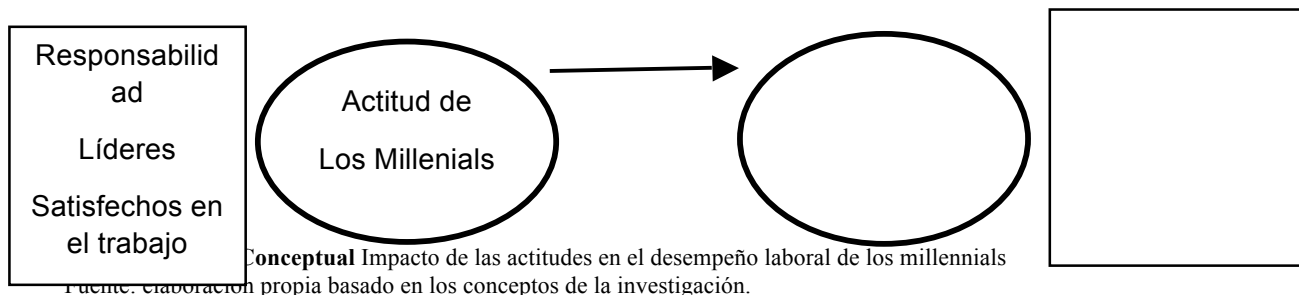 Responsabilid
ad
Líderes
Satisfechos en
el trabajo
Actitud de
Los Millenials
Conceptual Impacto de las actitudes en el desempeño laboral de los millennials
Fuente: elaboración propia basado en los conceptos de la investigación.